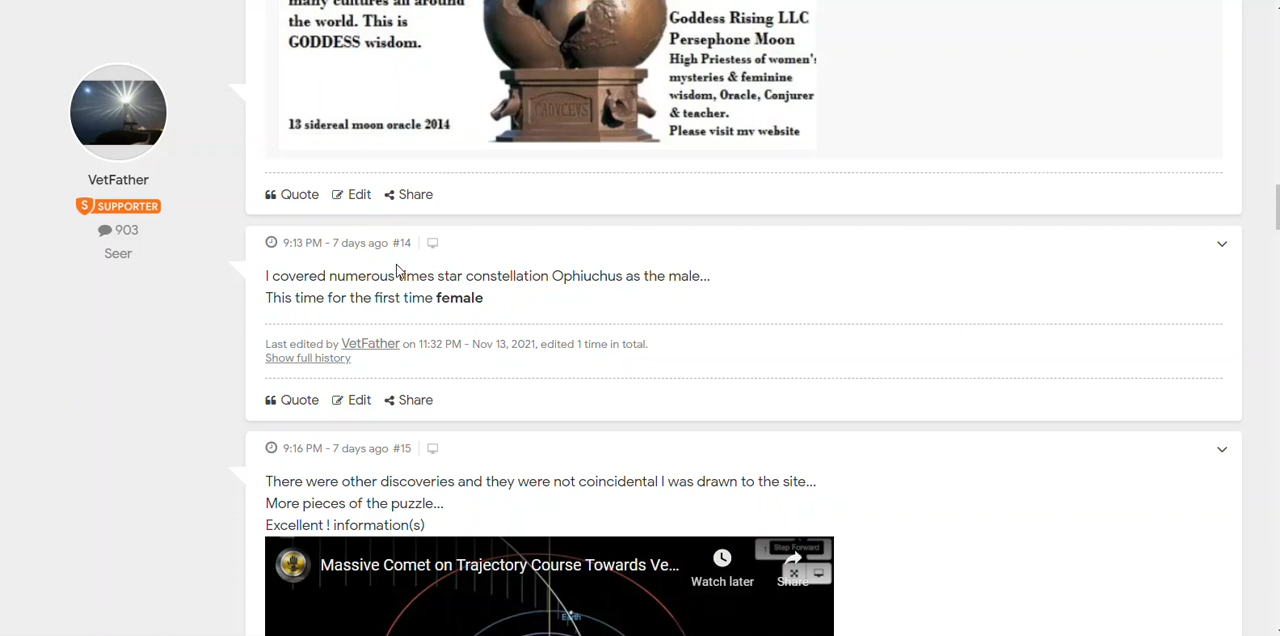 many cultures all around
the world. This is
GODDESS wisdom.
13 sidereal moon oracle 2014
CADVCEVS
Goddess Rising LLC
Persephone Moon
High Priestess of women's
mysteries & feminine
wisdom, Oracle, Conjurer
& teacher.
Please visit my website
VetFather
S SUPPORTER
903
Seer
Quote Edit Share
9:13 PM - 7 days ago #14
I covered numerous times star constellation Ophiuchus as the male...
This time for the first time female
Last edited by VetFather on 11:32 PM - Nov 13, 2021, edited 1 time in total.
Show full history
Quote Edit Share
9:16 PM - 7 days ago #15
There were other discoveries and they were not coincidental I was drawn to the site...
More pieces of the puzzle...
Excellent ! information(s)
Massive Comet on Trajectory Course Towards Ve...
Watch later
Share
Step Forward
Earth